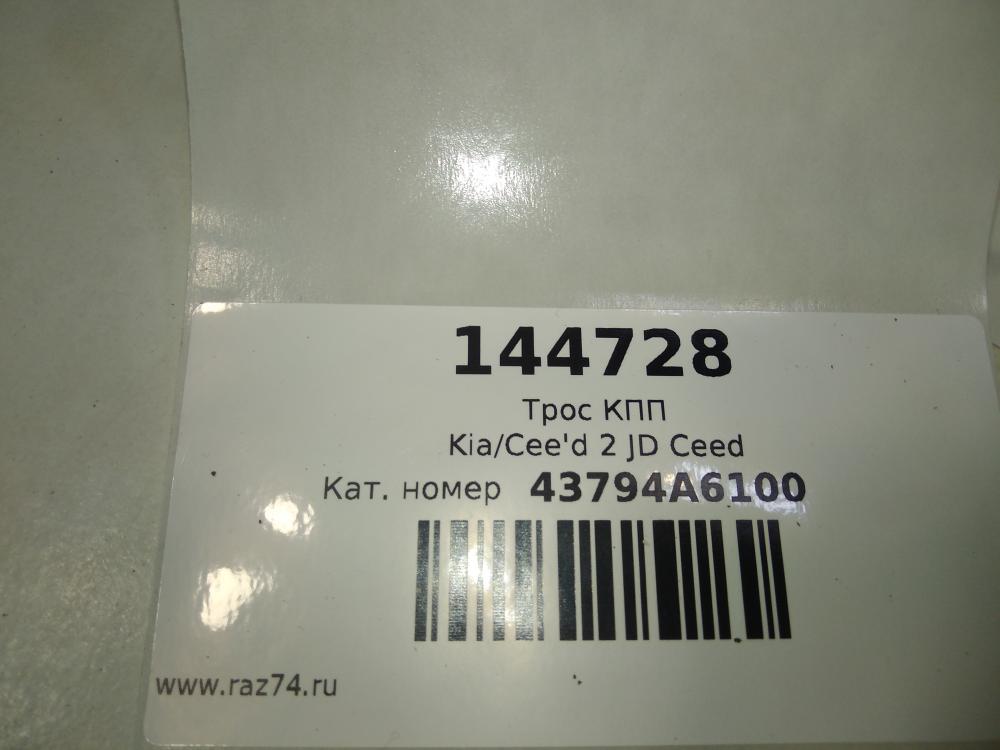 144728
Трос КПП
Kia/Cee'd 2 JD Ceed
Кат. номер 43794A6100
www.raz74.ru